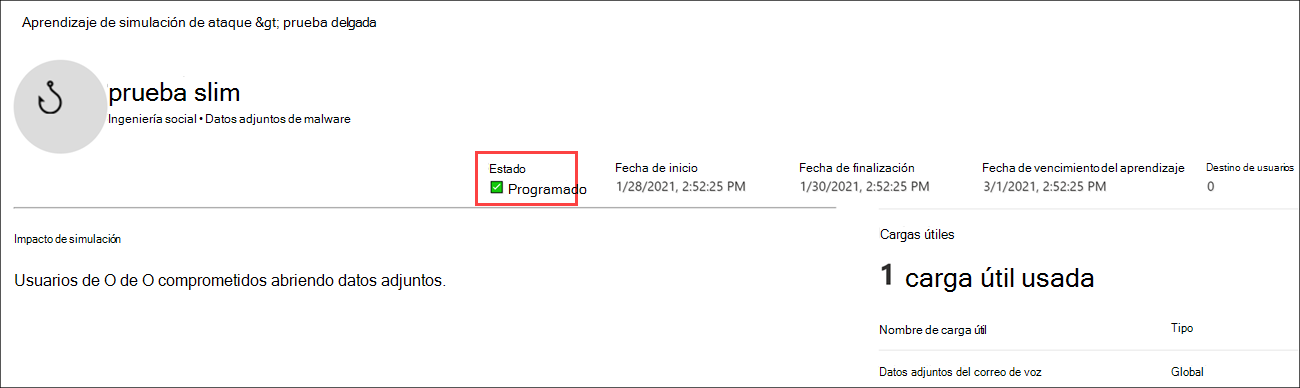 Aprendizaje de simulación de ataque &gt; prueba delgada
prueba slim
Ingeniería social • Datos adjuntos de malware
Estado
Programado
Fecha de inicio
1/28/2021, 2:52:25 PM
Fecha de finalización
1/30/2021, 2:52:25 PM
Fecha de vencimiento del aprendizaje
3/1/2021, 2:52:25 PM
Destino de usuarios
0
Impacto de simulación
Usuarios de O de O comprometidos abriendo datos adjuntos.
Cargas útiles
1 carga útil usada
Nombre de carga útil Tipo
Datos adjuntos del correo de voz Global